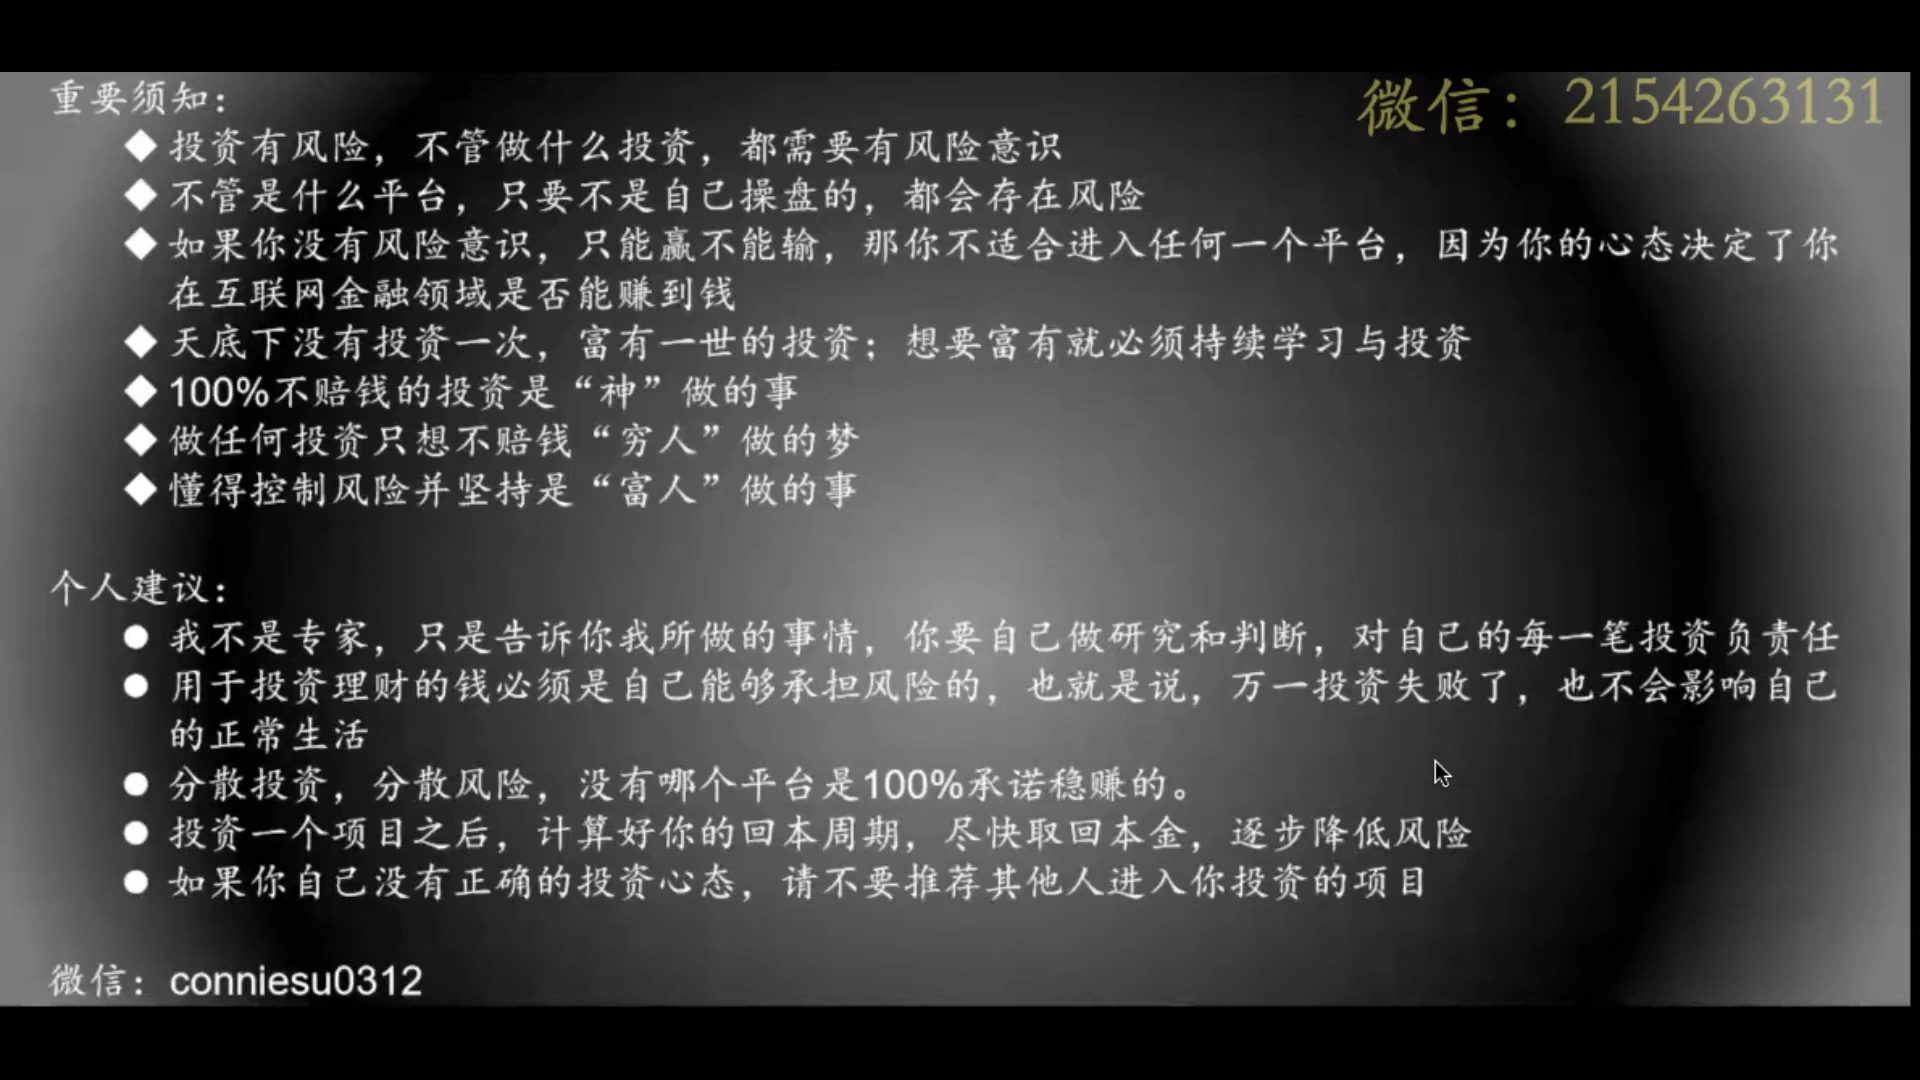 微信：2154263131
重要须知：
◆投资有风险，不管做什么投资，都需要有风险意识
◆不管是什么平台，只要不是自己操盘的，都会存在风险
◆如果你没有风险意识，只能赢不能输，那你不适合进入任何一个平台，因为你的心态决定了你
在互联网金融领域是否能赚到钱
◆天底下没有投资一次，富有一世的投资；想要富有就必须持续学习与投资
◆100%不赔钱的投资是“神”做的事
◆做任何投资只想不赔钱“穷人”做的梦
◆懂得控制风险并坚持是“富人”做的事
个人建议：
●我不是专家，只是告诉你我所做的事情，你要自己做研究和判断，对自己的每一笔投资负责任
●用于投资理财的钱必须是自己能够承担风险的，也就是说，万一投资失败了，也不会影响自己
的正常生活
●分散投资，分散风险，没有哪个平台是100%承诺稳赚的。
●投资一个项目之后，计算好你的回本周期，尽快取回本金，逐步降低风险
●如果你自己没有正确的投资心态，请不要推荐其他人进入你投资的项目
微信：conniesu0312